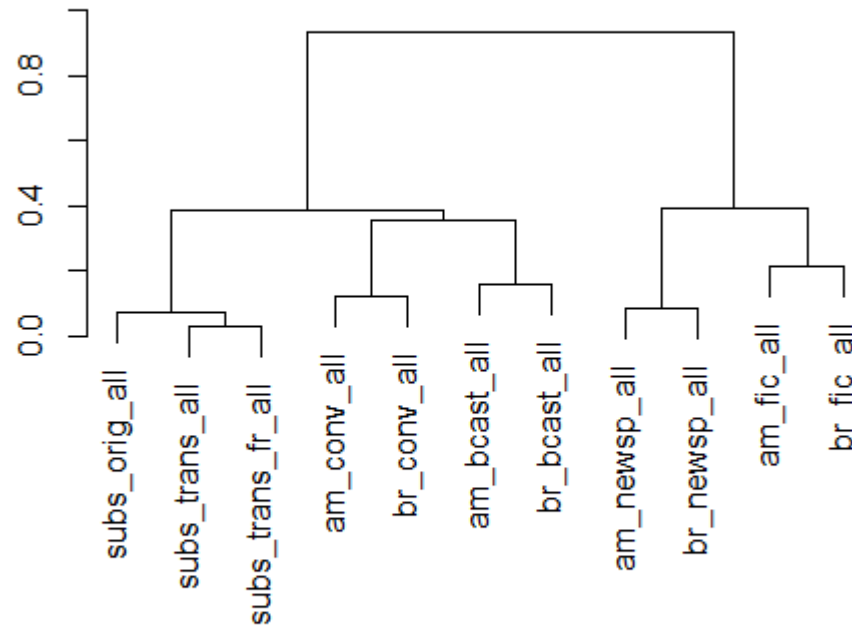 0.8
0.4
0.0
subs_orig_all
subs_trans_all
subs_trans_fr_all
am_conv_all
br_conv_all
am_bcast_all
br_bcast_all
am_newsp_all
br_newsp_all
am_fic_all
br_fic_all